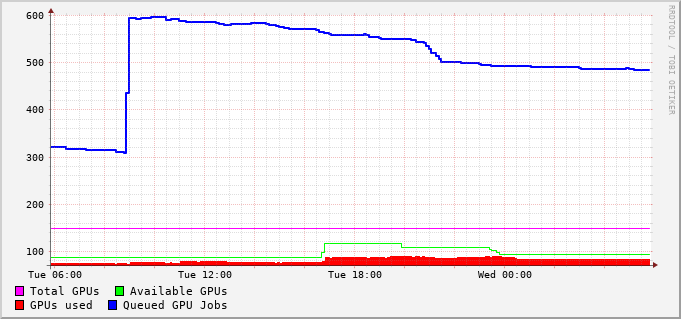 600
500
400
300
200
100
Tue 06:00 Tue 12:00 Tue 18:00 Wed 00:00
Total GPUs Available GPUs
GPUs used Queued GPU Jobs
RRDTOOL / TOBI OETIKER